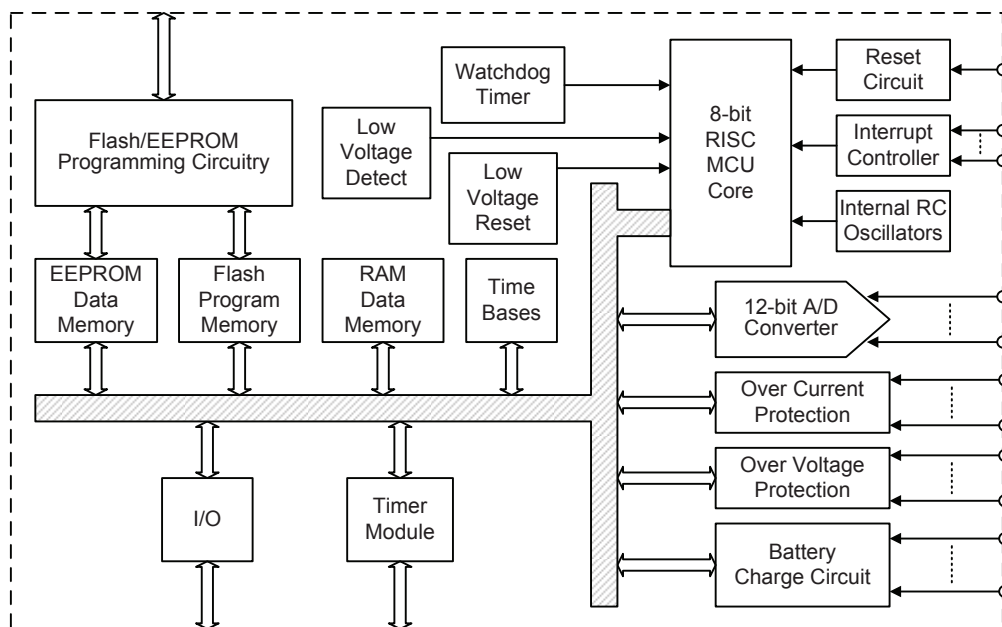 Flash/EEPROM
Programming Circuitry
Watchdog
Timer
Low
Voltage
Detect
Low
Voltage
Reset
8-bit
RISC
MCU
Core
Reset
Circuit
Interrupt
Controller
Internal RC
Oscillators
EEPROM
Data
Memory
Flash
Program
Memory
RAM
Data
Memory
Time
Bases
12-bit A/D
Converter
Over Current
Protection
Over Voltage
Protection
Battery
Charge Circuit
I/O
Timer
Module